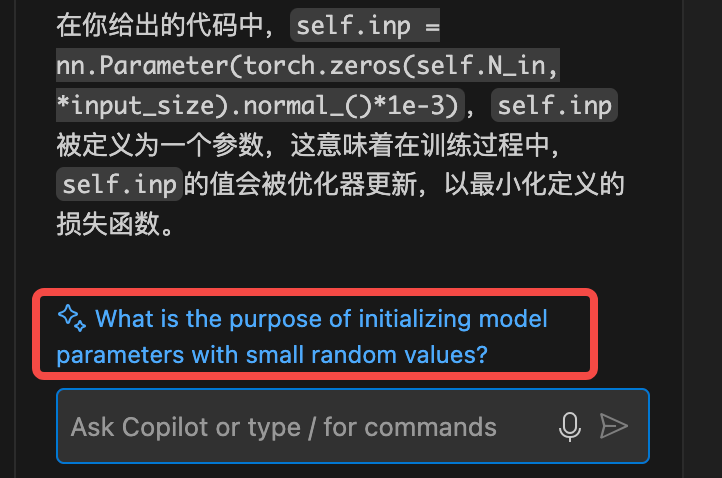 在你给出的代码中，self.inp =
nn.Parameter(torch.zeros(self.N_in,
*input_size).normal_()*1e-3)，self.inp
被定义为一个参数，这意味着在训练过程中，
self.inp的值会被优化器更新，以最小化定义的
损失函数。
What is the purpose of initializing model
parameters with small random values?
Ask Copilot or type / for commands